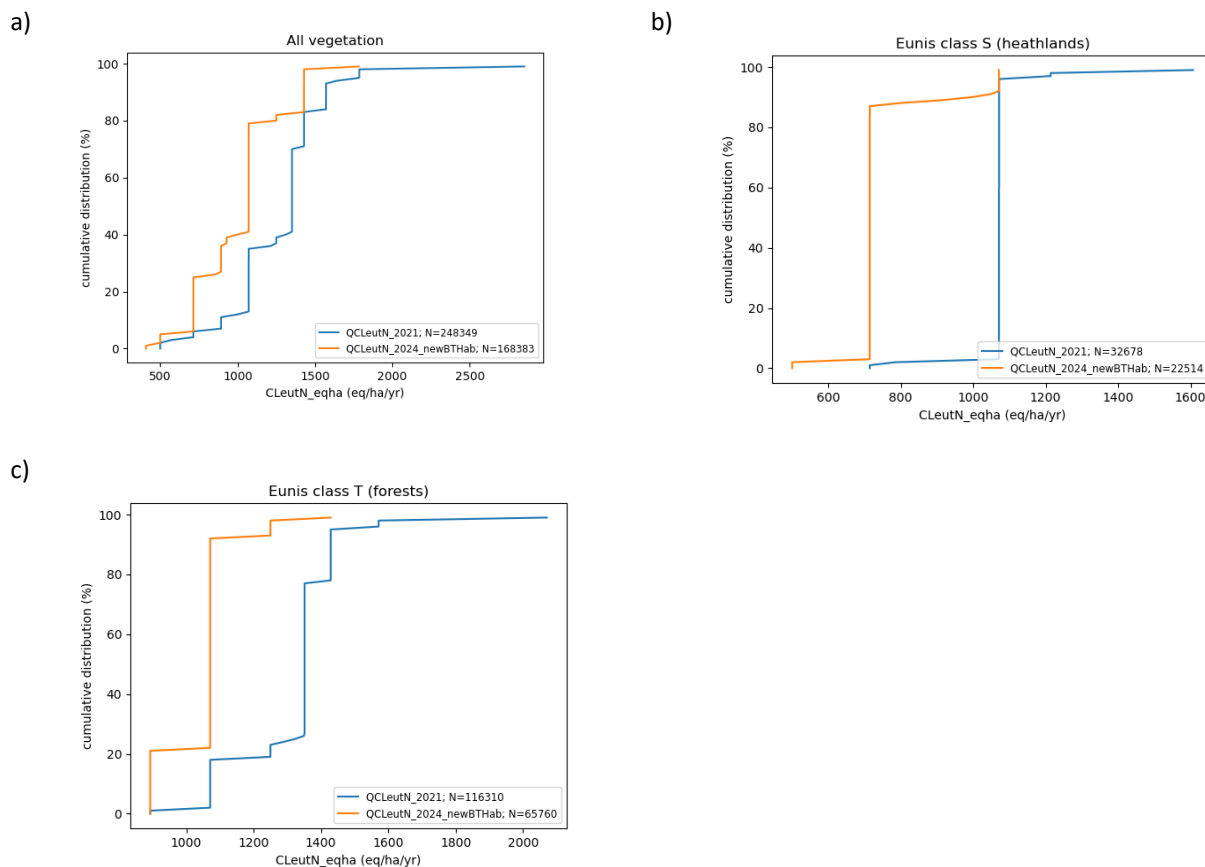 a)
All vegetation
100
80
60
40
20
0
cumulative distribution (%)
500 1000 1500 2000 2500
CLeutN_eqha (eq/ha/yr)
QCLeutN_2021; N=248349
QCLeutN_2024_newBTHab; N=168383
b)
Eunis class S (heathlands)
100
80
60
40
20
0
cumulative distribution (%)
600 800 1000 1200 1400 1600
CLeutN_eqha (eq/ha/yr)
QCLeutN_2021; N=32678
QCLeutN_2024_newBTHab; N=22514
c)
Eunis class T (forests)
100
80
60
40
20
0
cumulative distribution (%)
1000 1200 1400 1600 1800 2000
CLeutN_eqha (eq/ha/yr)
QCLeutN_2021; N=116310
QCLeutN_2024_newBTHab; N=65760